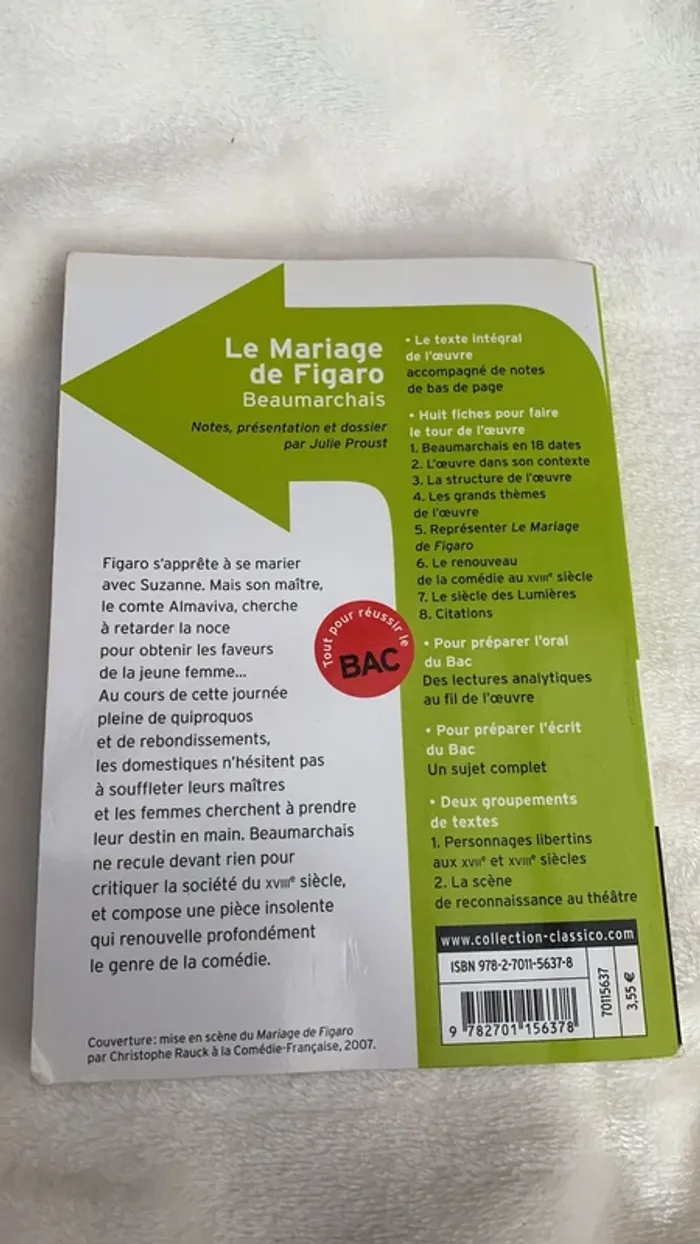 Le Mariage
de Figaro
Beaumarchais
Notes, présentation et dossier
par Julie Proust
Figaro s'apprête à se marier
avec Suzanne. Mais son maître,
le comte Almaviva, cherche
à retarder la noce
pour obtenir les faveurs
de la jeune femme...
Au cours de cette journée
pleine de quiproquos
et de rebondissements,
les domestiques n'hésitent pas
à souffleter leurs maîtres
et les femmes cherchent à prendre
leur destin en main. Beaumarchais
ne recule devant rien pour
critiquer la société du XVIIIe siècle,
et compose une pièce insolente
qui renouvelle profondément
le genre de la comédie.
Couverture : mise en scène du Mariage de Figaro
par Christophe Rauck à la Comédie-Française, 2007.
Tout pour réussir le
BAC
• Le texte intégral
de l'œuvre
accompagné de notes
de bas de page
• Huit fiches pour faire
le tour de l'œuvre
1. Beaumarchais en 18 dates
2. L'œuvre dans son contexte
3. La structure de l'œuvre
4. Les grands thèmes
de l'œuvre
5. Représenter Le Mariage
de Figaro
6. Le renouveau
de la comédie au XVIIIe siècle
7. Le siècle des Lumières
8. Citations
• Pour préparer l'oral
du Bac
Des lectures analytiques
au fil de l'œuvre
• Pour préparer l'écrit
du Bac
Un sujet complet
• Deux groupements
de textes
1. Personnages libertins
aux XVIIe et XVIIIe siècles
2. La scène
de reconnaissance au théâtre
www.collection-classico.com
ISBN 978-2-7011-5637-8
9 782701 156378
70115637
3,55 €